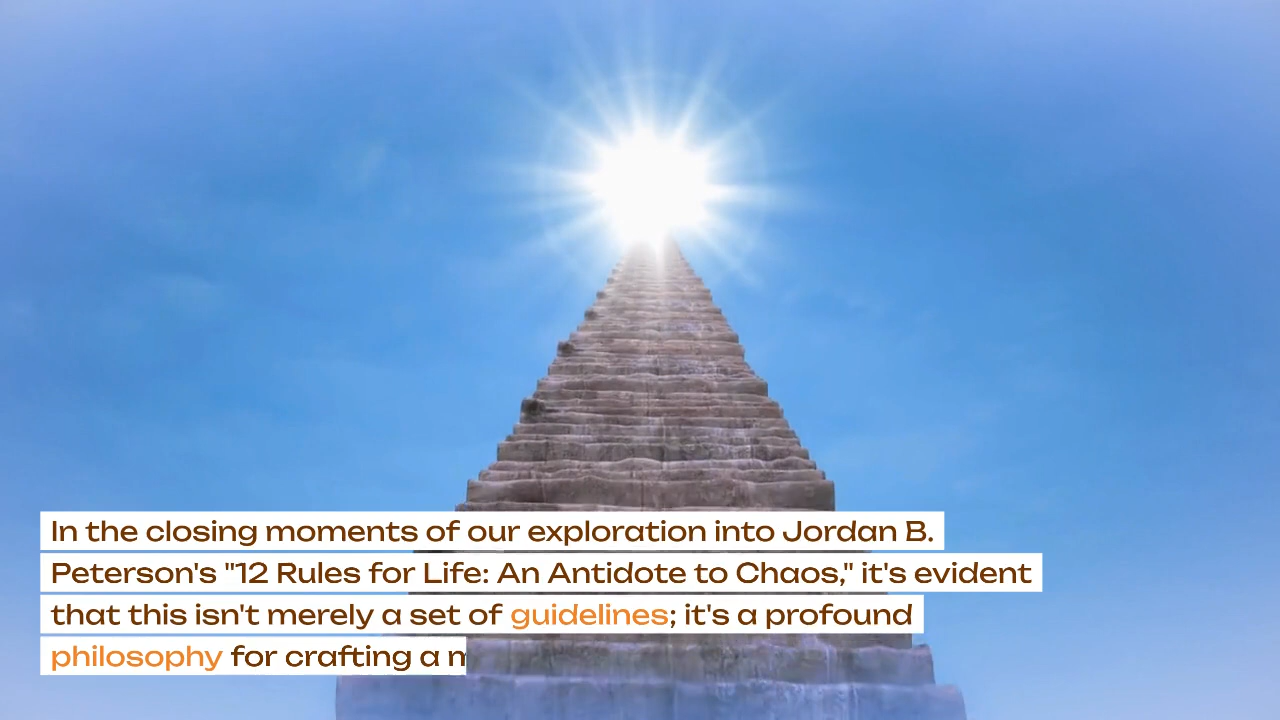 In the closing moments of our exploration into Jordan B.
Peterson's "12 Rules for Life: An Antidote to Chaos," it's evident
that this isn't merely a set of guidelines; it's a profound
philosophy for crafting a